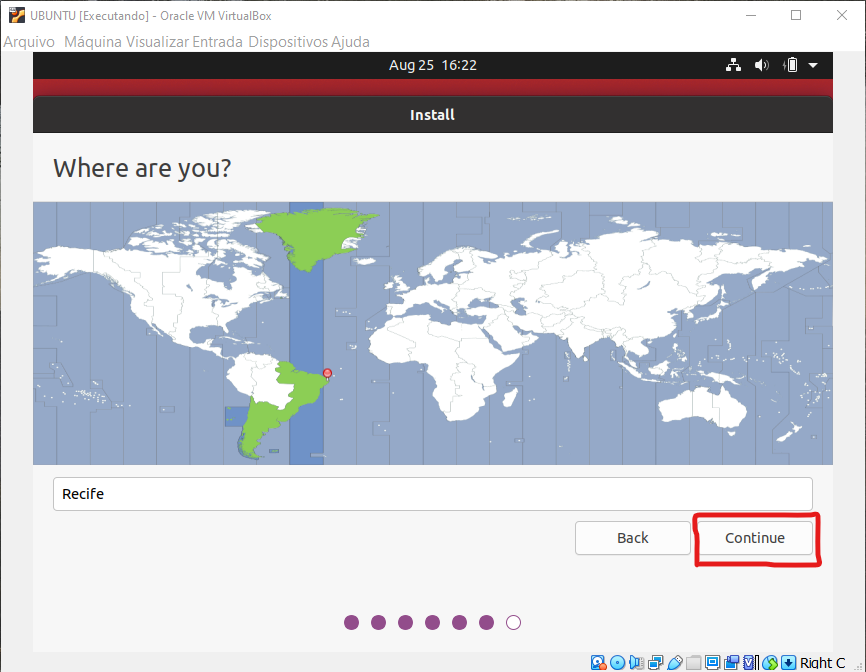 UBUNTU [Executando] - Oracle VM VirtualBox
Arquivo Máquina Visualizar Entrada Dispositivos Ajuda
Aug 25 16:22
Install
Where are you?
Recife
Back Continue
Right C